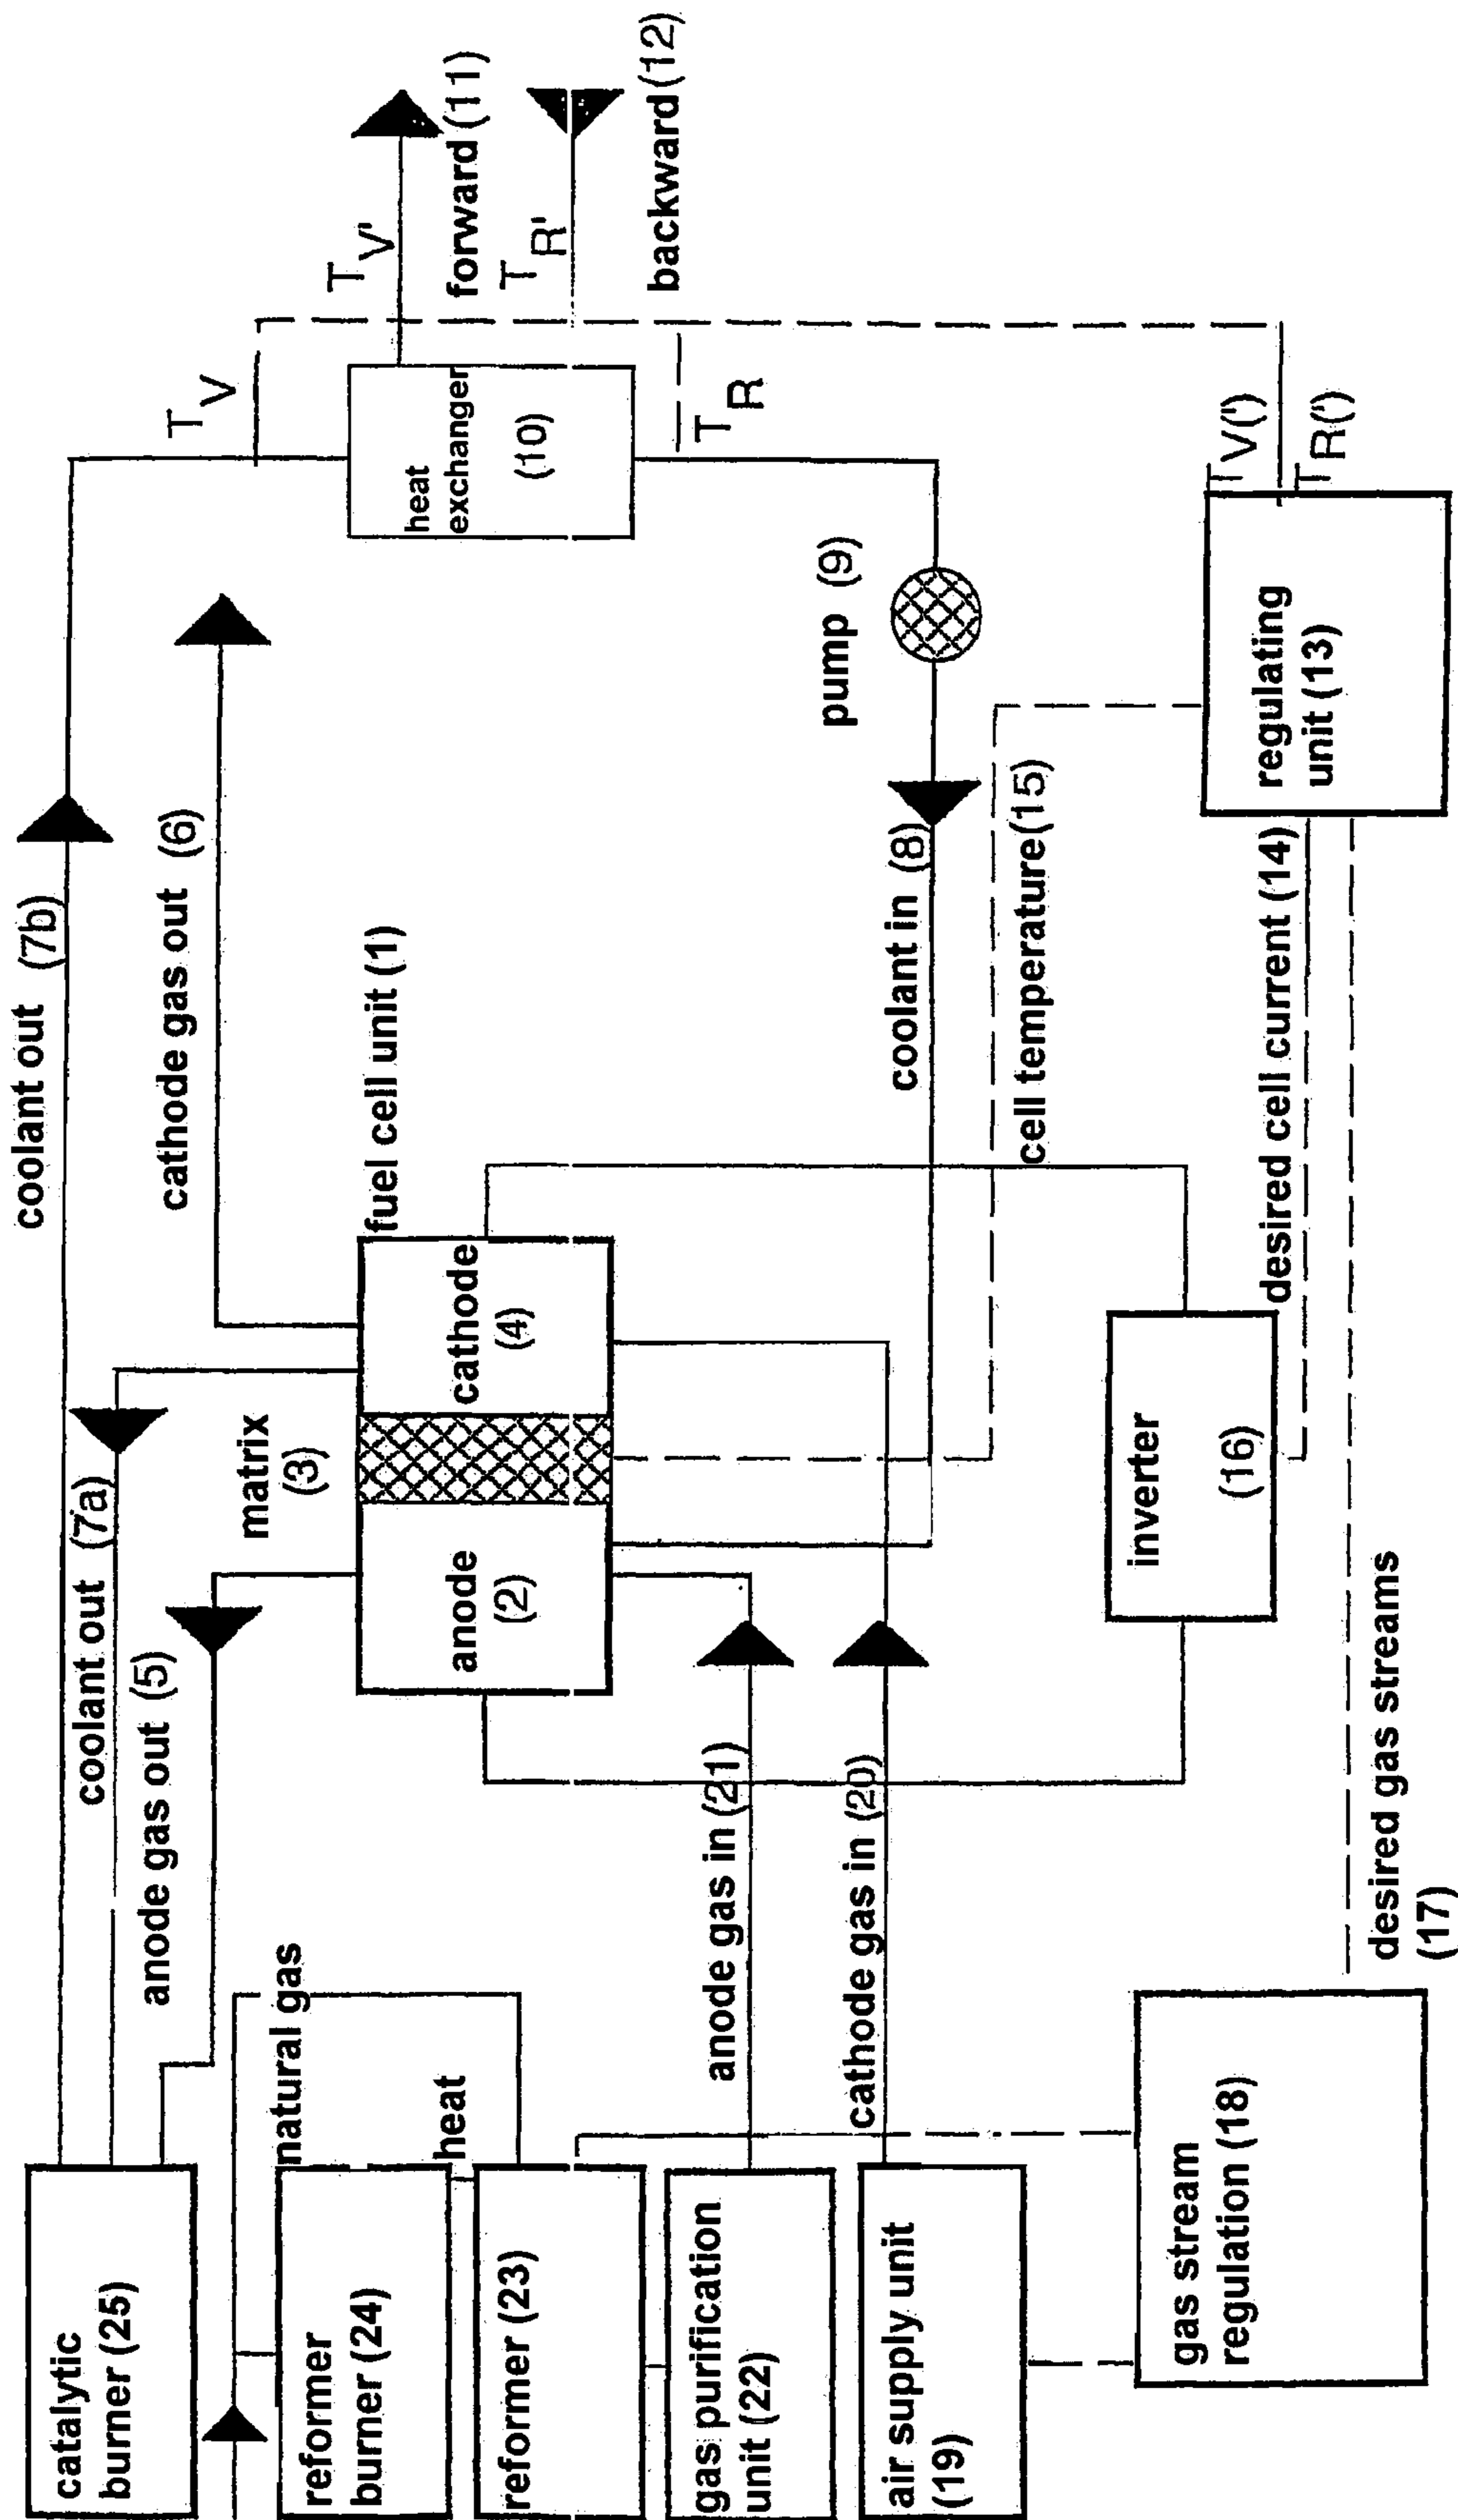 coolant out (7b)
coolant out (7a)
cathode gas out (6)
anode gas out (5)
T
V
T
V'
forward (11)
T
R'
backward (12)
heat
exchanger
(10)
T
R
pump (9)
fuel cell unit (1)
matrix
(3)
anode
(2)
cathode
(4)
coolant in (8)
cell temperature (15)
T
V(')
T
R(')
regulating
unit (13)
desired cell current (14)
inverter
(16)
desired gas streams
(17)
anode gas in (21)
cathode gas in (20)
natural gas
heat
catalytic
burner (25)
reformer
burner (24)
reformer (23)
gas purification
unit (22)
air supply unit
(19)
gas stream
regulation (18)